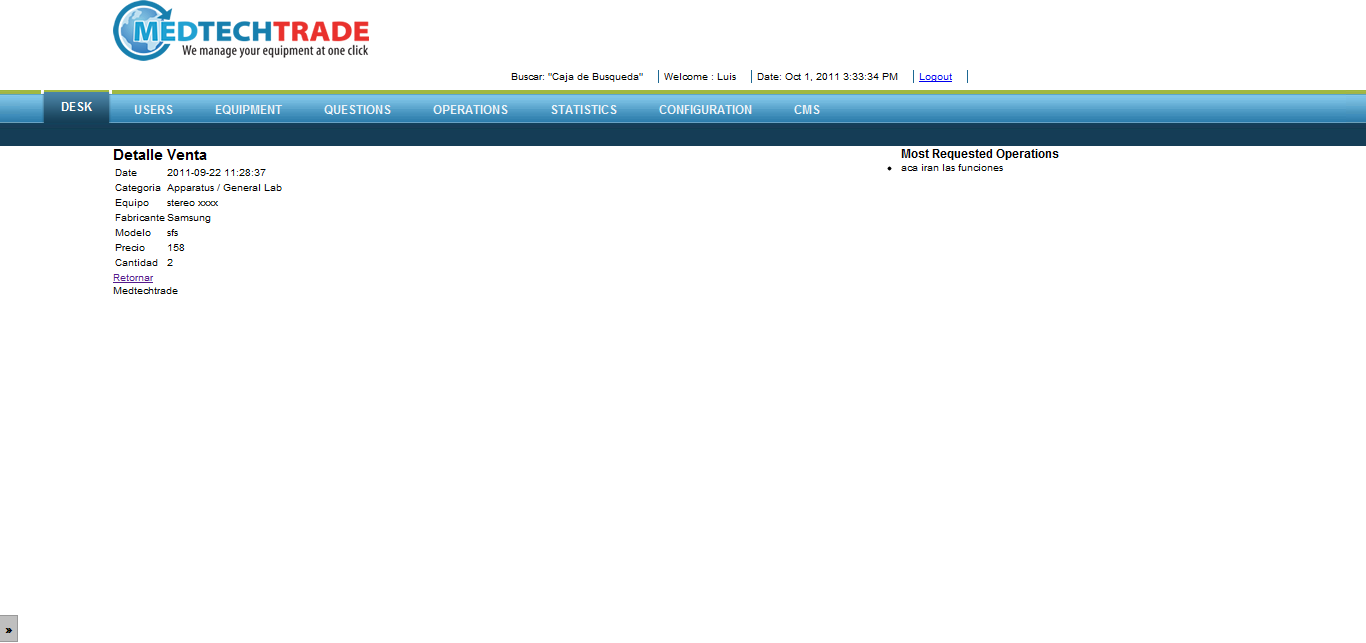 MEDTECHTRADE
We manage your equipment at one click
Buscar: "Caja de Busqueda" Welcome : Luis Date: Oct 1, 2011 3:33:34 PM Logout
DESK USERS EQUIPMENT QUESTIONS OPERATIONS STATISTICS CONFIGURATION CMS
Detalle Venta
Date 2011-09-22 11:28:37
Categoria Apparatus / General Lab
Equipo stereo xxxx
Fabricante Samsung
Modelo sfs
Precio 158
Cantidad 2
Retornar
Medtechtrade
Most Requested Operations
• aca iran las funciones
»